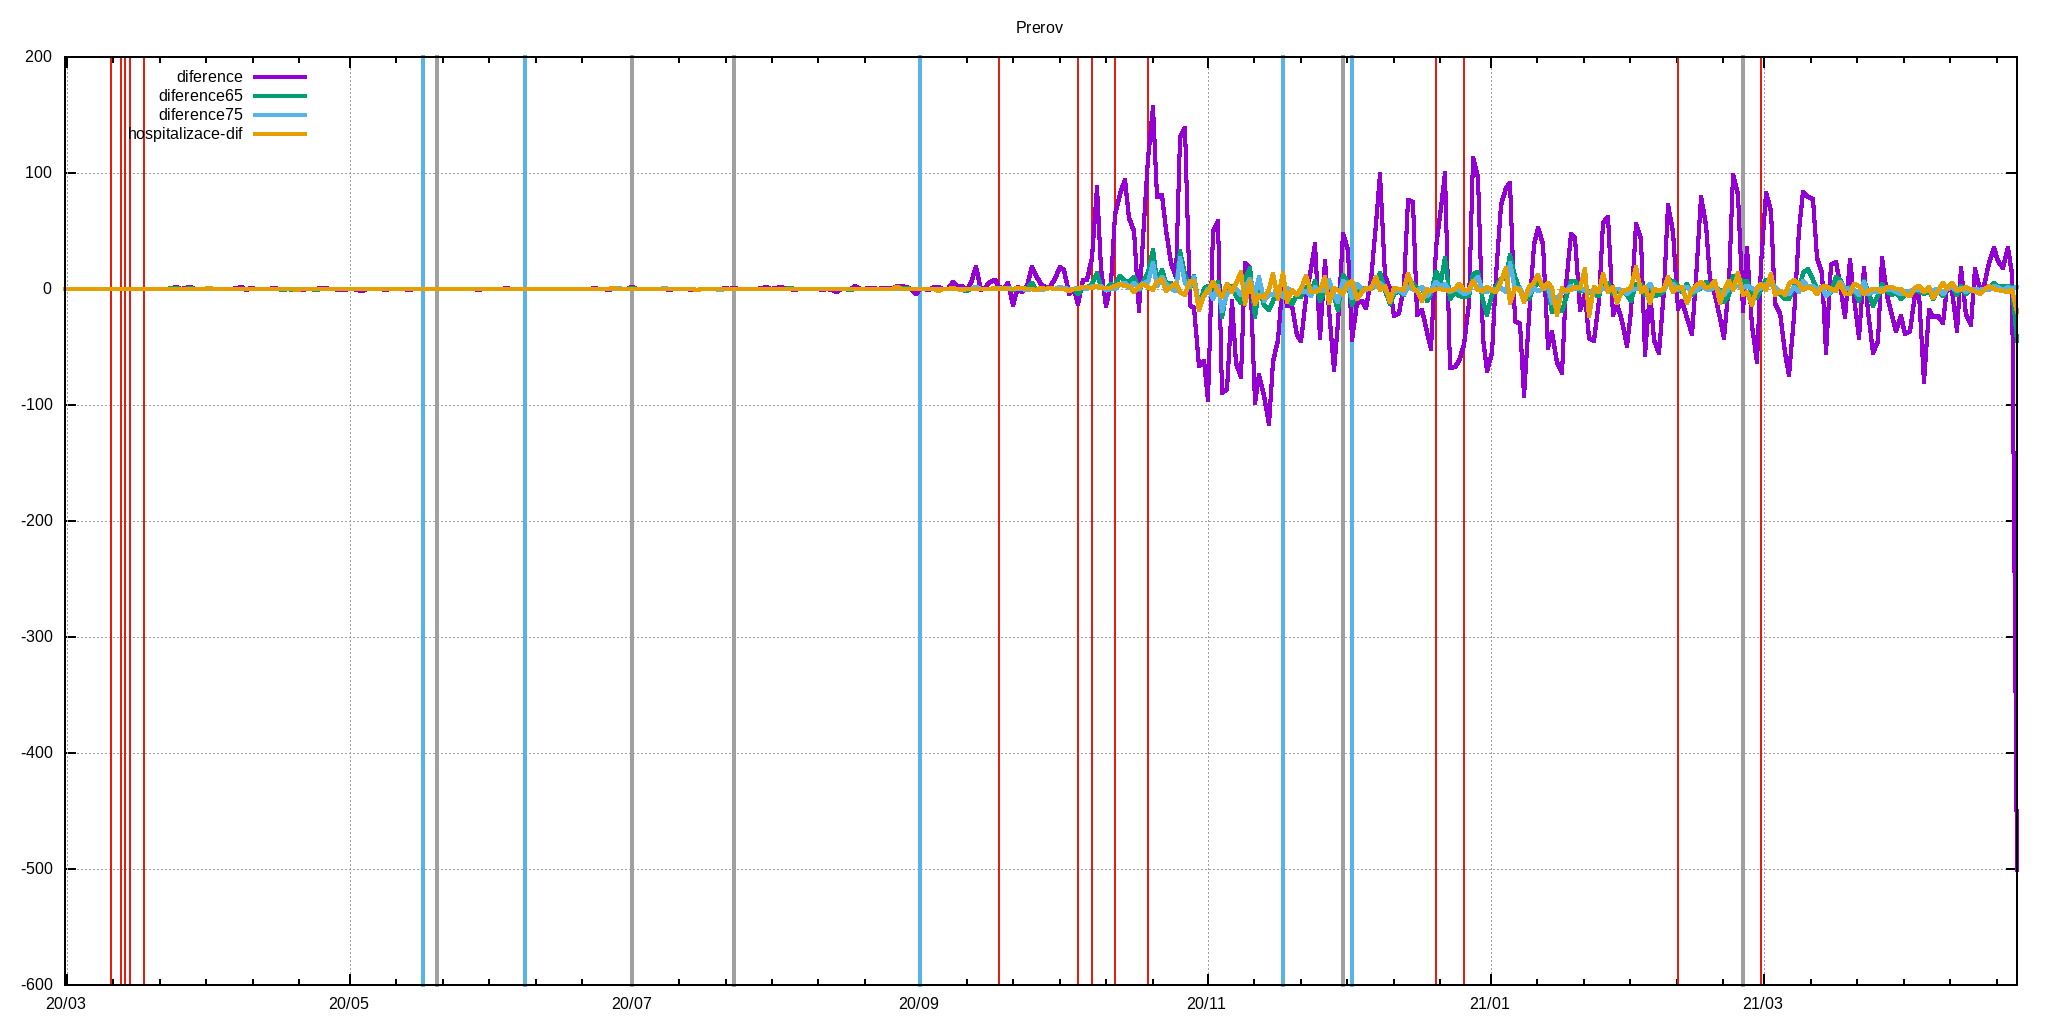 Prerov
200
diference
diference65
diference75
hospitalizace-dif
100
0
-100
-200
-300
-400
-500
-600
20/03 20/05 20/07 20/09 20/11 21/01 21/03